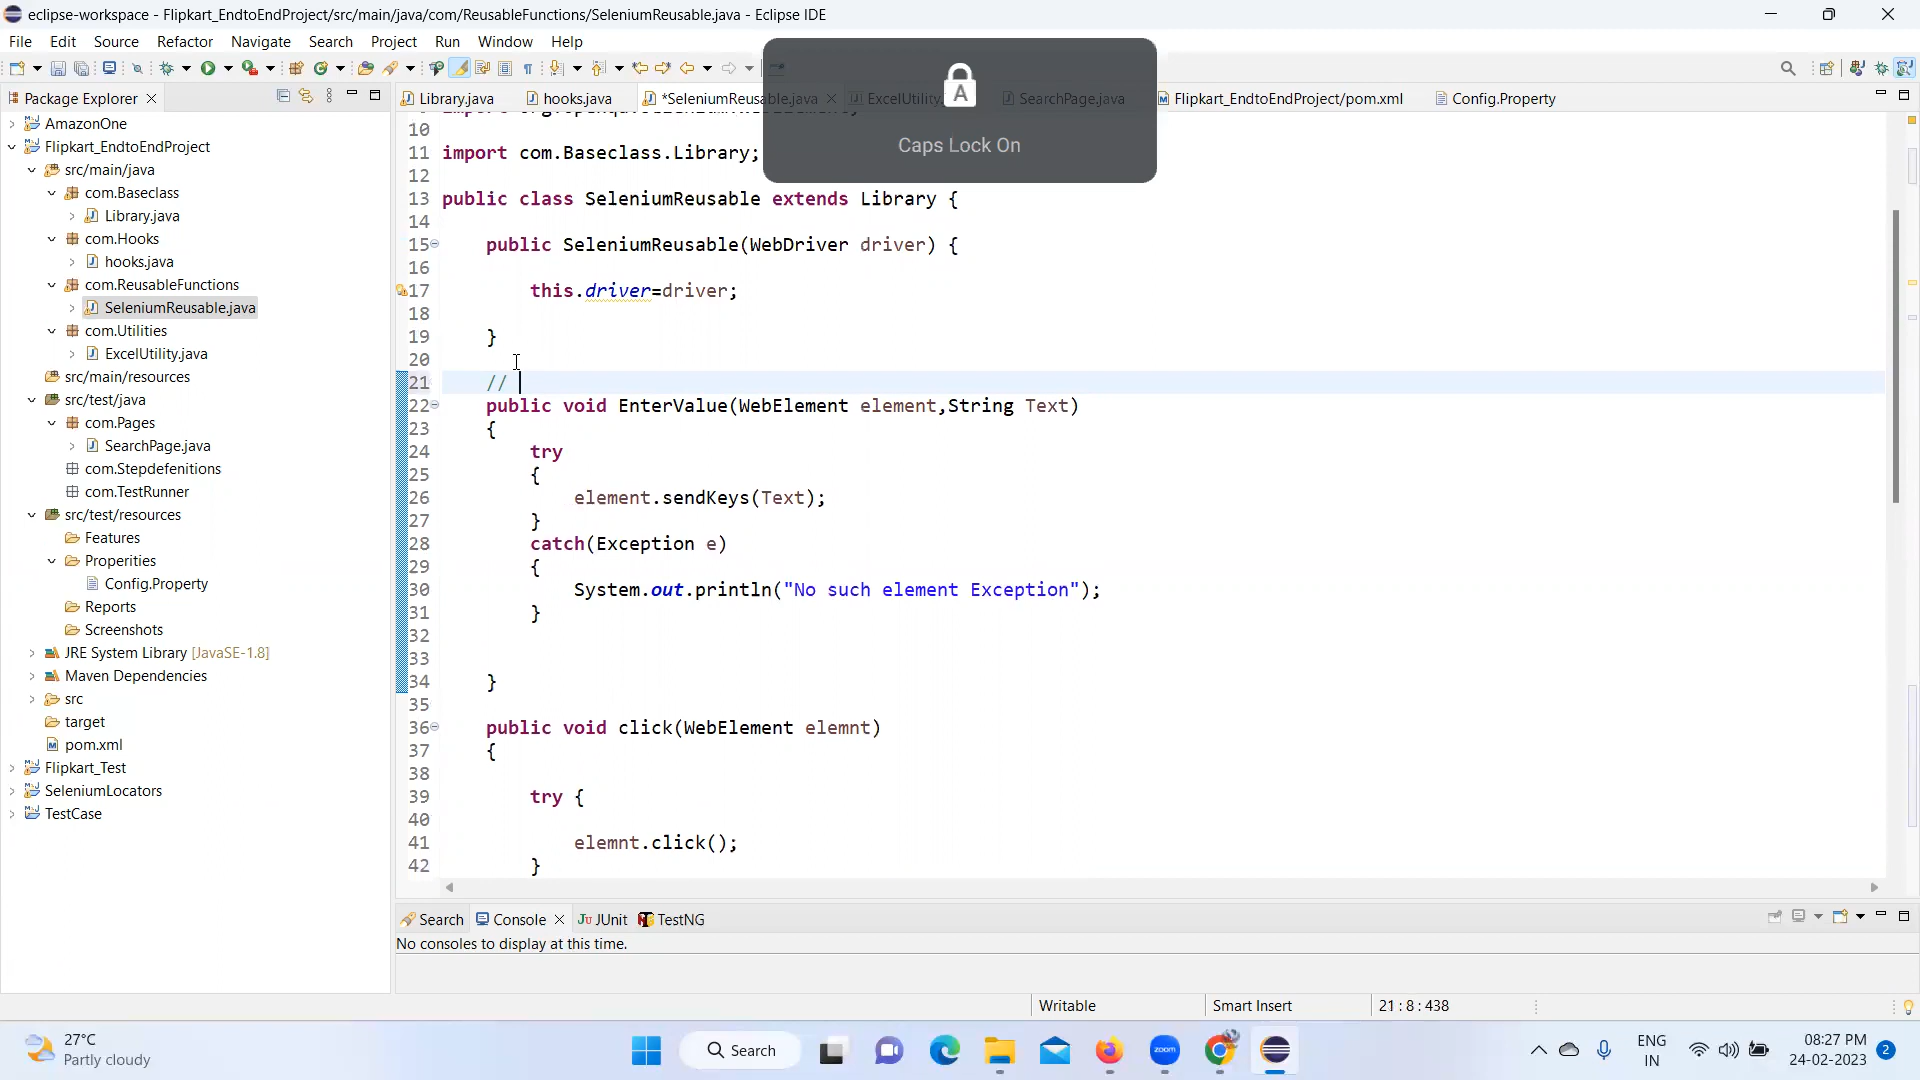 eclipse-workspace - Flipkart_EndtoEndProject/src/main/java/com/ReusableFunctions/SeleniumReusable.java - Eclipse IDE
File Edit Source Refactor Navigate Search Project Run Window Help
Package Explorer
Library.java hooks.java *SeleniumReusable.java ExcelUtility. SearchPage.java Flipkart_EndtoEndProject/pom.xml Config.Property
A
Caps Lock On
AmazonOne
Flipkart_EndtoEndProject
src/main/java
com.Baseclass
Library.java
com.Hooks
hooks.java
com.ReusableFunctions
SeleniumReusable.java
com.Utilities
ExcelUtility.java
src/main/resources
src/test/java
com.Pages
SearchPage.java
com.Stepdefenitions
com.TestRunner
src/test/resources
Features
Properities
Config.Property
Reports
Screenshots
JRE System Library [JavaSE-1.8]
Maven Dependencies
src
target
pom.xml
Flipkart_Test
SeleniumLocators
TestCase
10
11 import com.Baseclass.Library;
12
13 public class SeleniumReusable extends Library {
14
15 public SeleniumReusable(WebDriver driver) {
16
17 this.driver=driver;
18
19 }
20
21 //
22 public void EnterValue(WebElement element,String Text)
23 {
24 try
25 {
26 element.sendKeys(Text);
27 }
28 catch(Exception e)
29 {
30 System.out.println("No such element Exception");
31 }
32
33
34 }
35
36 public void click(WebElement elemnt)
37 {
38
39 try {
40
41 elemnt.click();
42 }
Search Console JUnit TestNG
No consoles to display at this time.
Writable Smart Insert 21 : 8 : 438
27°C
Partly cloudy
Search
zoom
ENG
IN
08:27 PM
24-02-2023
2